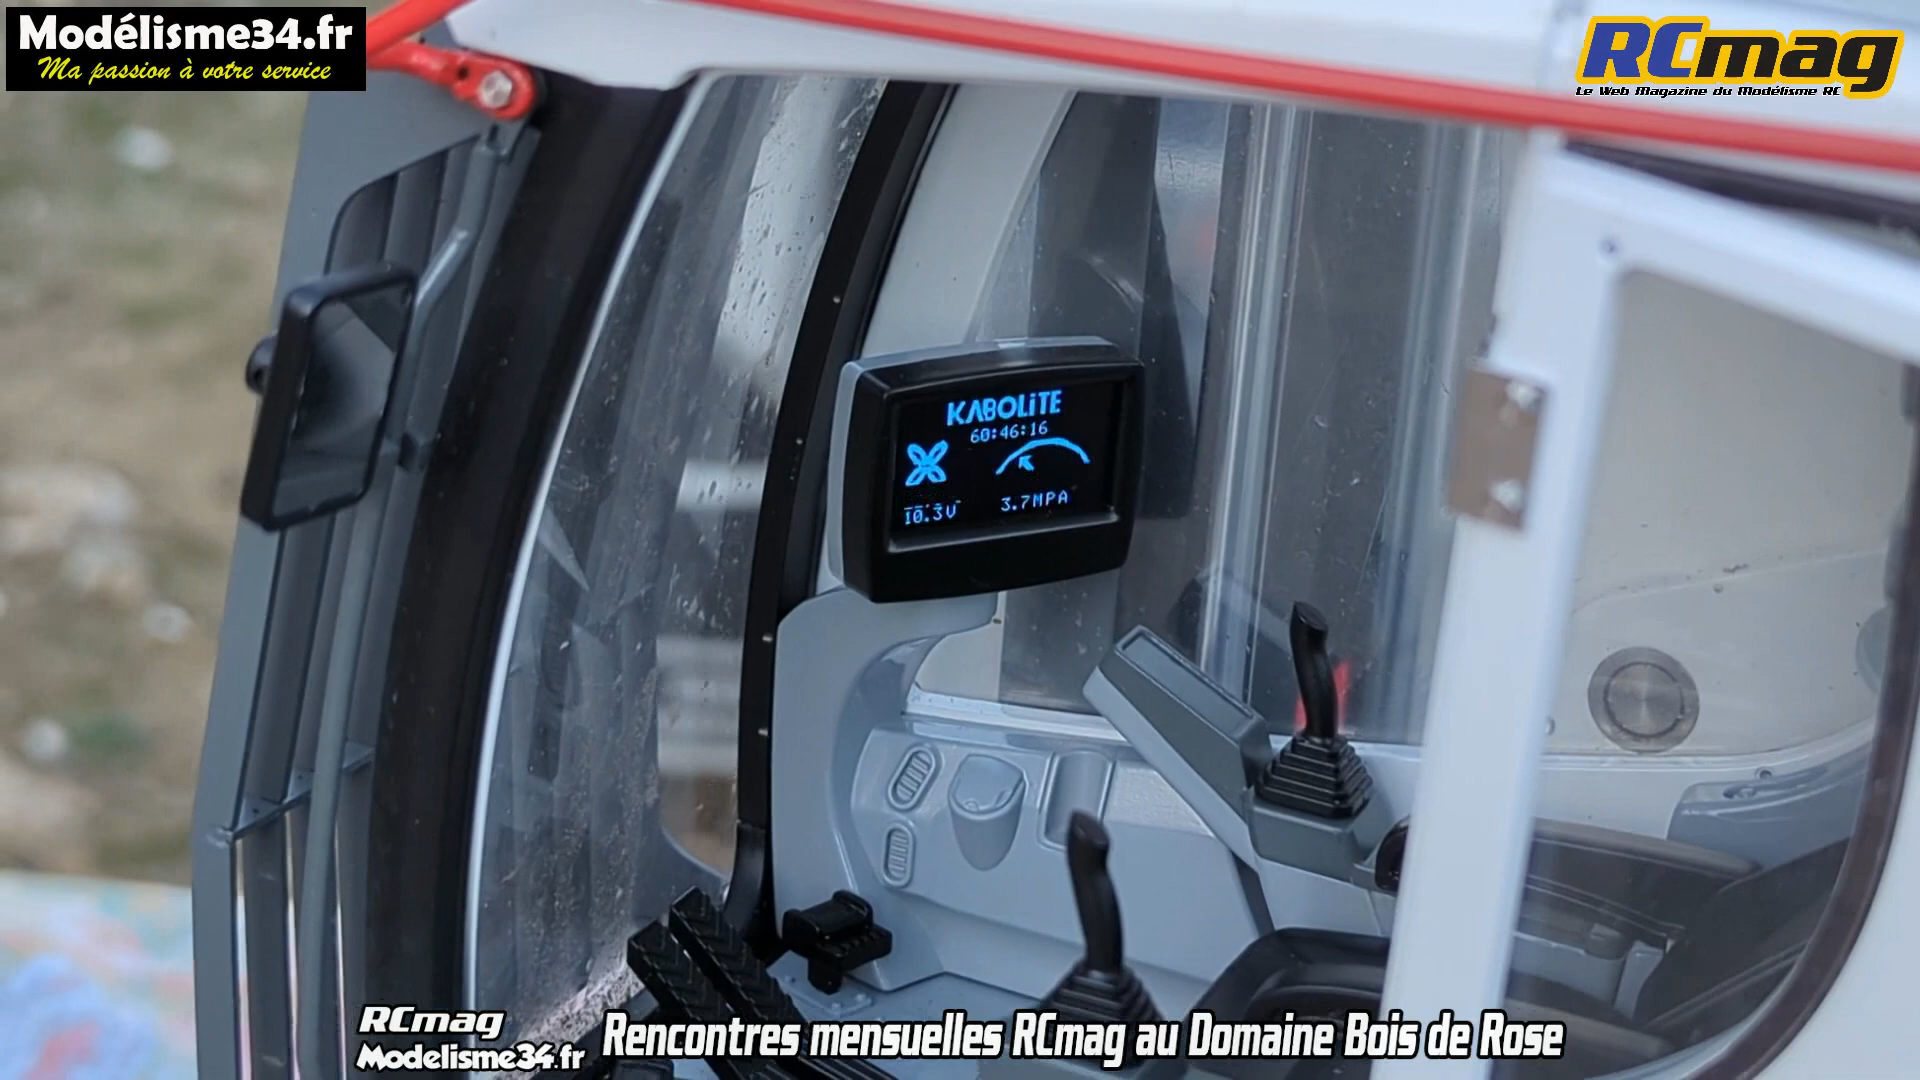 Modélisme34.fr
Ma passion à votre service
RCmag
Le Web Magazine du Modélisme RC
KABOLiTE
60:46:16
10.3V
3.7MPA
RCmag
Modelisme34.fr
Rencontres mensuelles RCmag au Domaine Bois de Rose